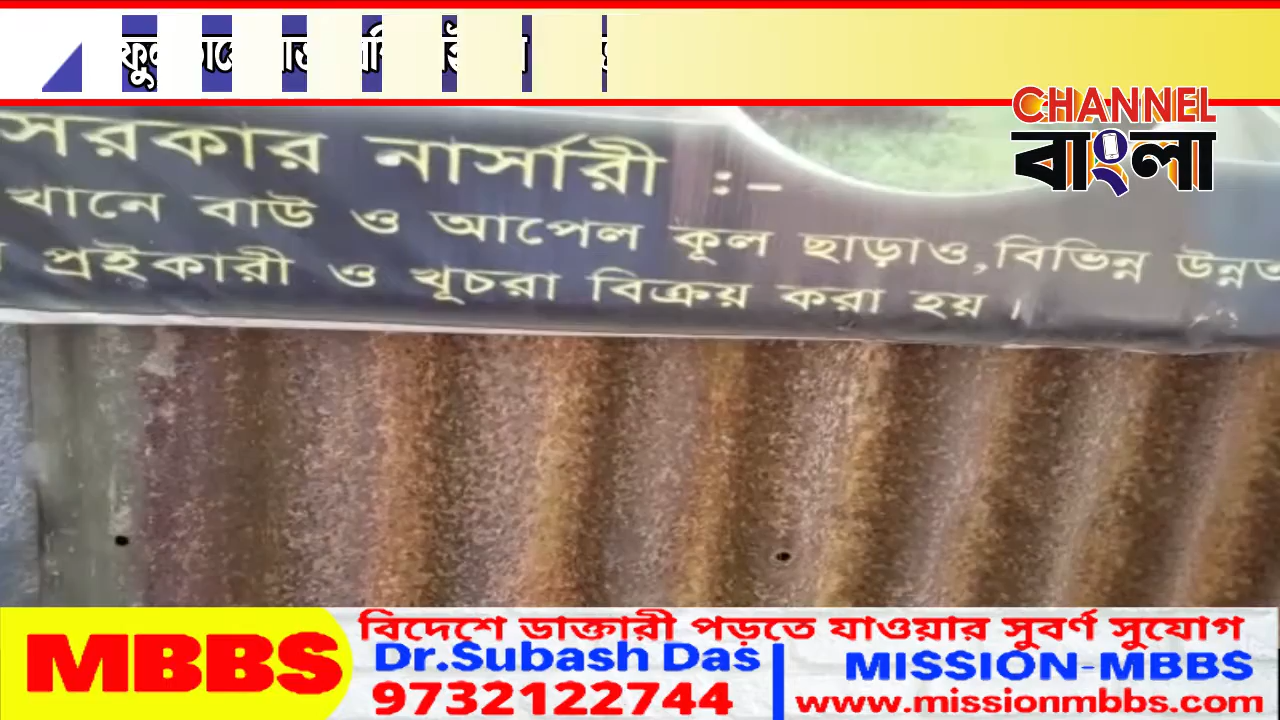 CHANNEL
বাংলা
সরকার নার্সারী :-
খানে বাউ ও আপেল কূল ছাড়াও, বিভিন্ন উন্নত
প্রইকারী ও খূচরা বিক্রয় করা হয়।
MBBS
বিদেশে ডাক্তারী পড়তে যাওয়ার সুবর্ণ সুযোগ
Dr.Subash Das
9732122744
MISSION-MBBS
www.missionmbbs.com